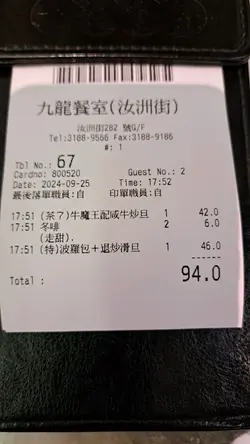 九龍餐室(汝洲街)
汝洲街282 號G/F
Tel:3188-9566 Fax:3188-9186
#: 1
Tbl No.: 67
Cardno: 800520 Guest No.: 2
Date: 2024-09-25 Time: 17:52
最後落單職員:自 印單職員:自
17:51 (茶7)牛魔王配咸牛炒旦 1 42.0
17:51 冬啡 2 6.0
(走甜).
17:51 (特)波蘿包+退炒滑旦 1 46.0
------
Total : 94.0